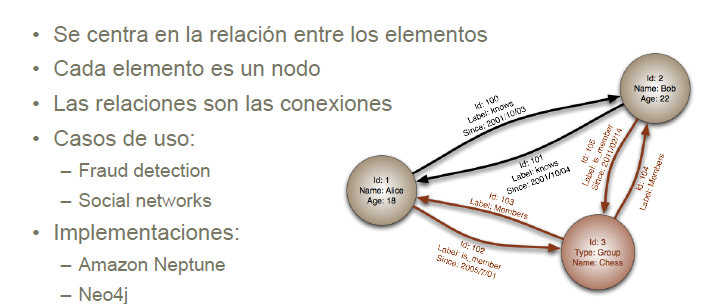 • Se centra en la relación entre los elementos
• Cada elemento es un nodo
• Las relaciones son las conexiones
• Casos de uso:
– Fraud detection
– Social networks
• Implementaciones:
– Amazon Neptune
– Neo4j
Id: 2
Name: Bob
Age: 22
Id: 100
Label: knows
Since: 2001/10/03
Id: 101
Label: knows
Since: 2001/10/04
Id: 105
Label: is_member
Since: 2011/02/14
Id: 104
Label: Members
Id: 1
Name: Alice
Age: 18
Id: 103
Label: Members
Id: 102
Label: is_member
Since: 2005/7/01
Id: 3
Type: Group
Name: Chess